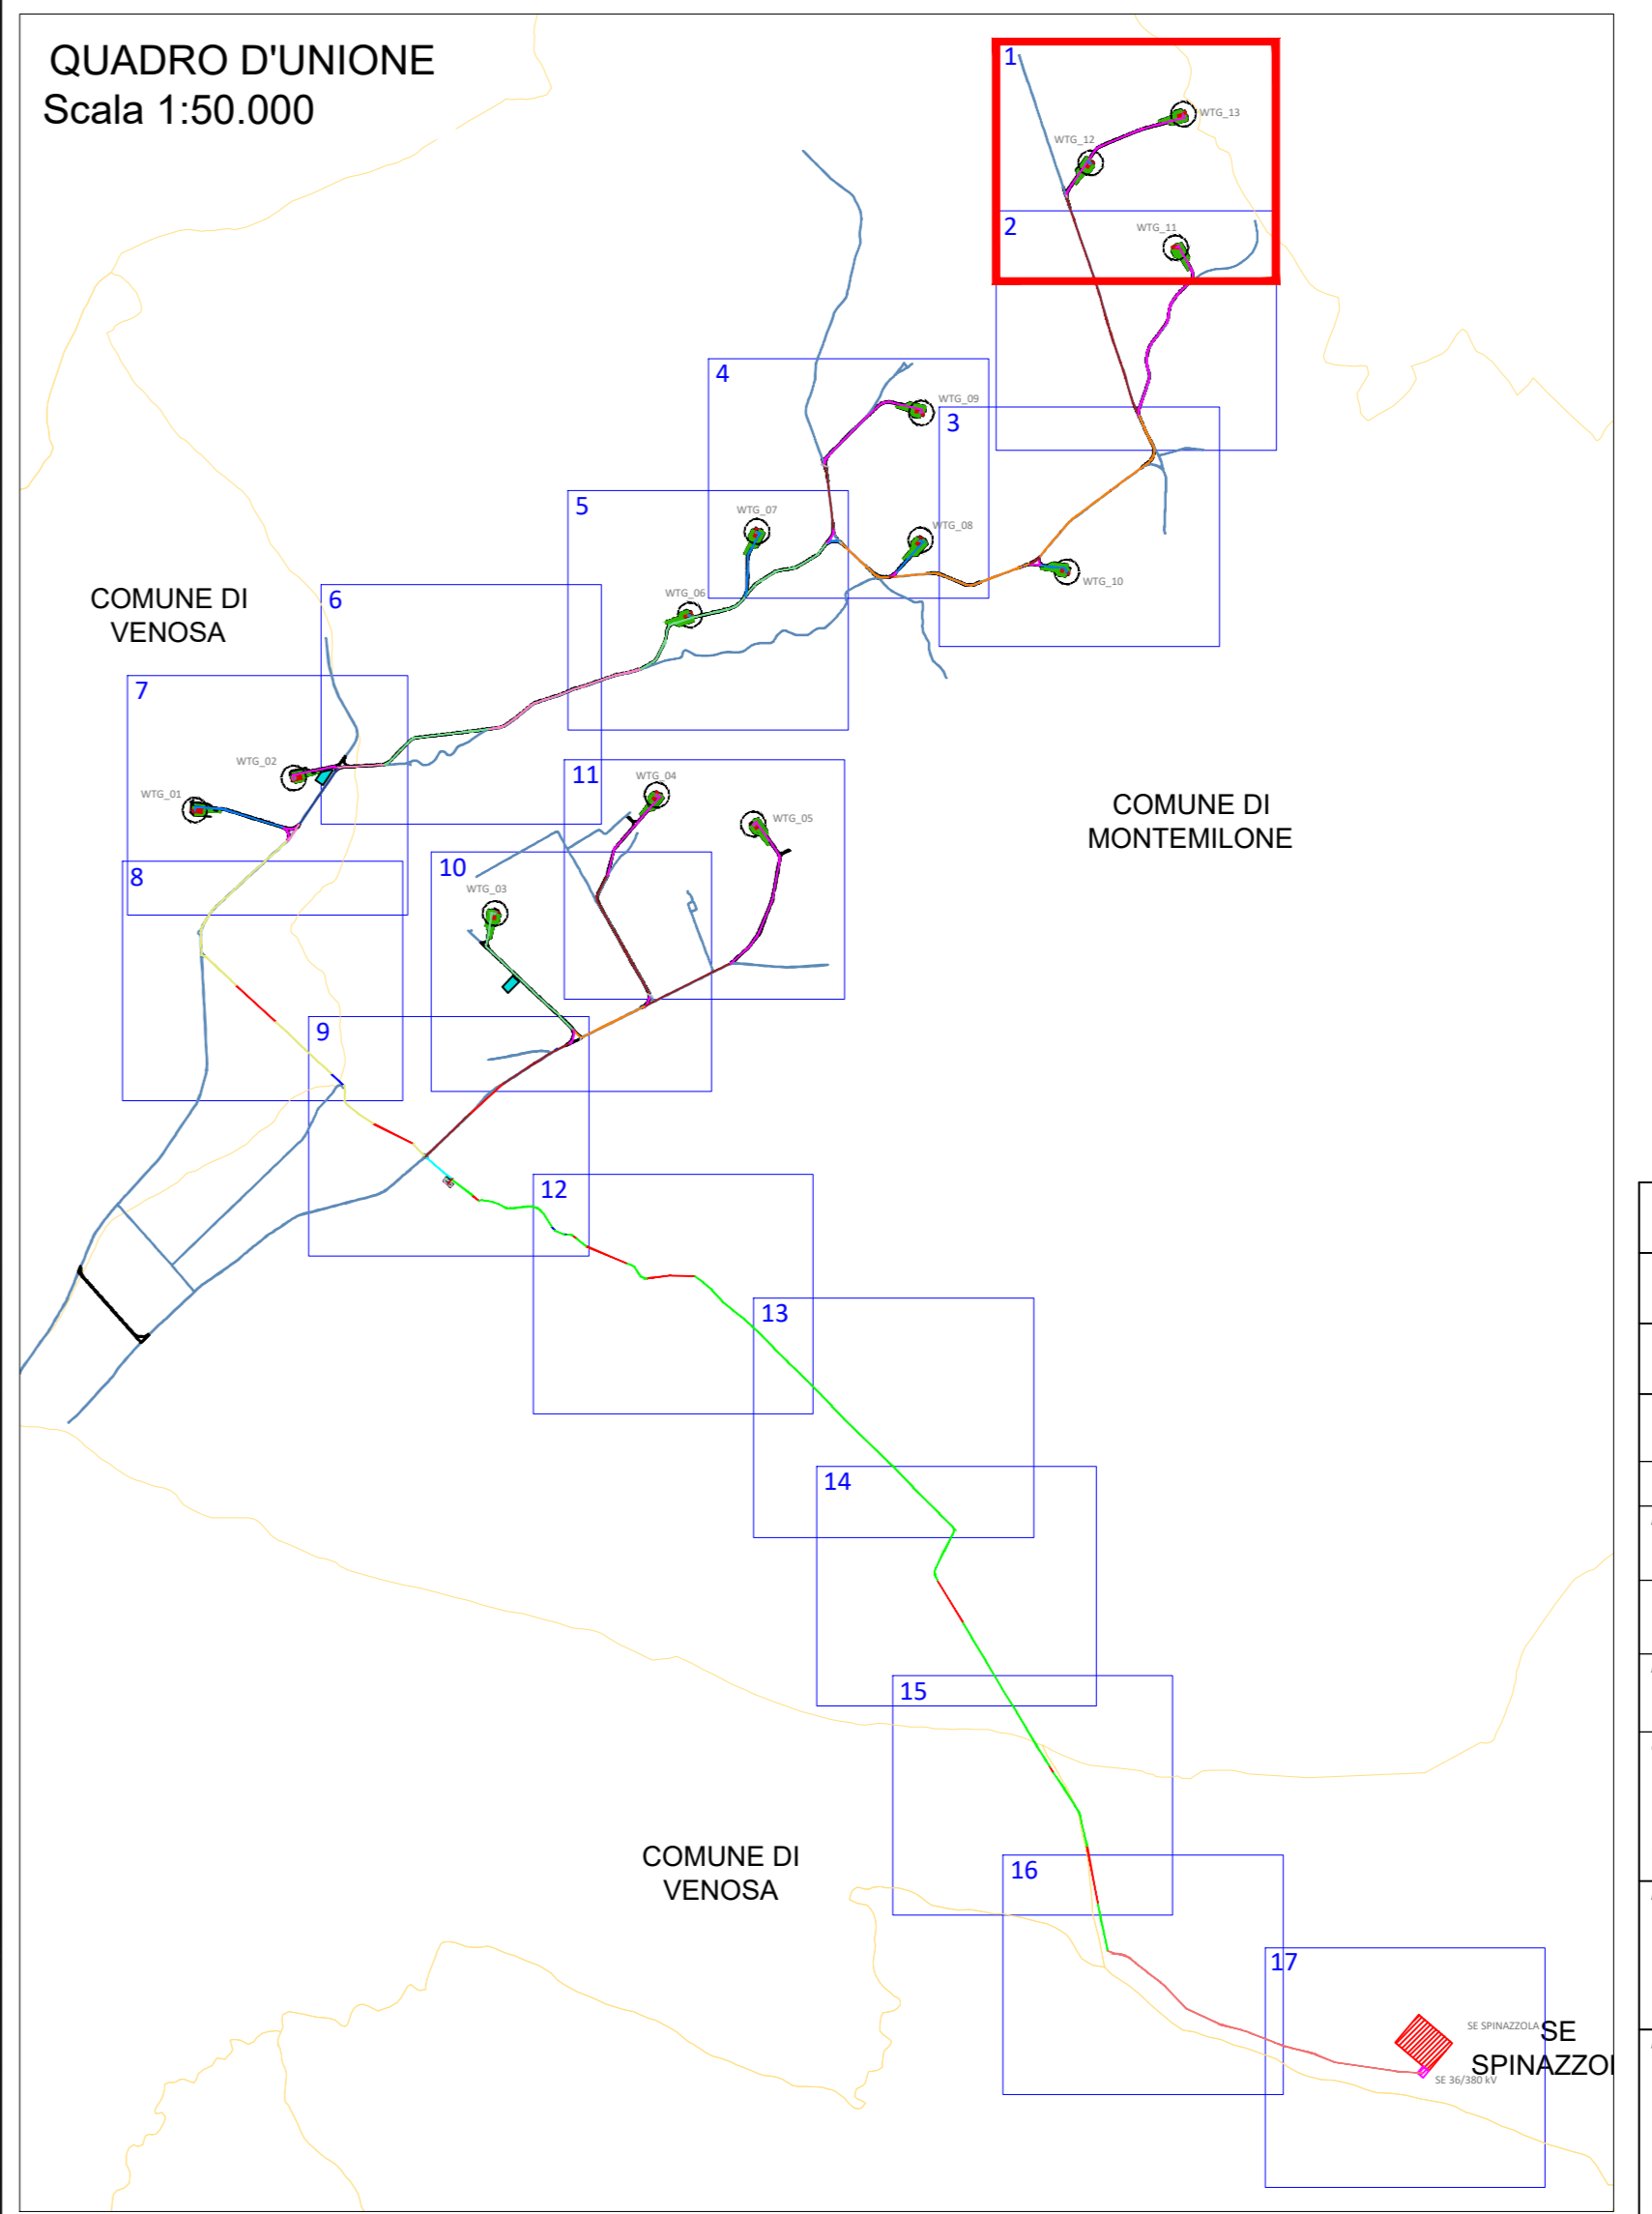 QUADRO D'UNIONE
Scala 1:50.000
1
WTG_13
WTG_12
2
WTG_11
4
WTG_09
3
5
WTG_07
WTG_08
WTG_10
COMUNE DI
VENOSA
6
WTG_06
7
WTG_02
WTG_01
11
WTG_04
WTG_05
COMUNE DI
MONTEMILONE
8
10
WTG_03
9
12
13
14
15
COMUNE DI
VENOSA
16
17
SE SPINAZZOLA
SE
SPINAZZOL
SE 36/380 kV